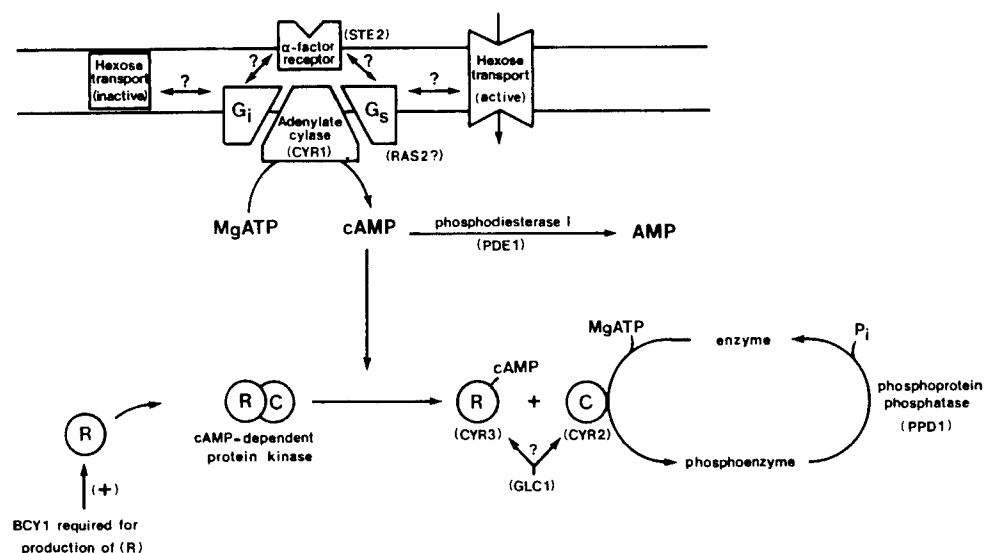 (STE2)
α-factor
receptor
Hexose
transport
(inactive)
?
?
?
?
Hexose
transport
(active)
Gi
Adenylate
cylase
(CYR1)
Gs
(RAS2?)
MgATP
cAMP
phosphodiesterase I
(PDE1)
AMP
MgATP
enzyme
Pi
cAMP
R
C
R
+
C
R
cAMP-dependent
protein kinase
(CYR3)
(CYR2)
?
(GLC1)
phosphoprotein
phosphatase
(PPD1)
phosphoenzyme
(+)
BCY1 required for
production of (R)